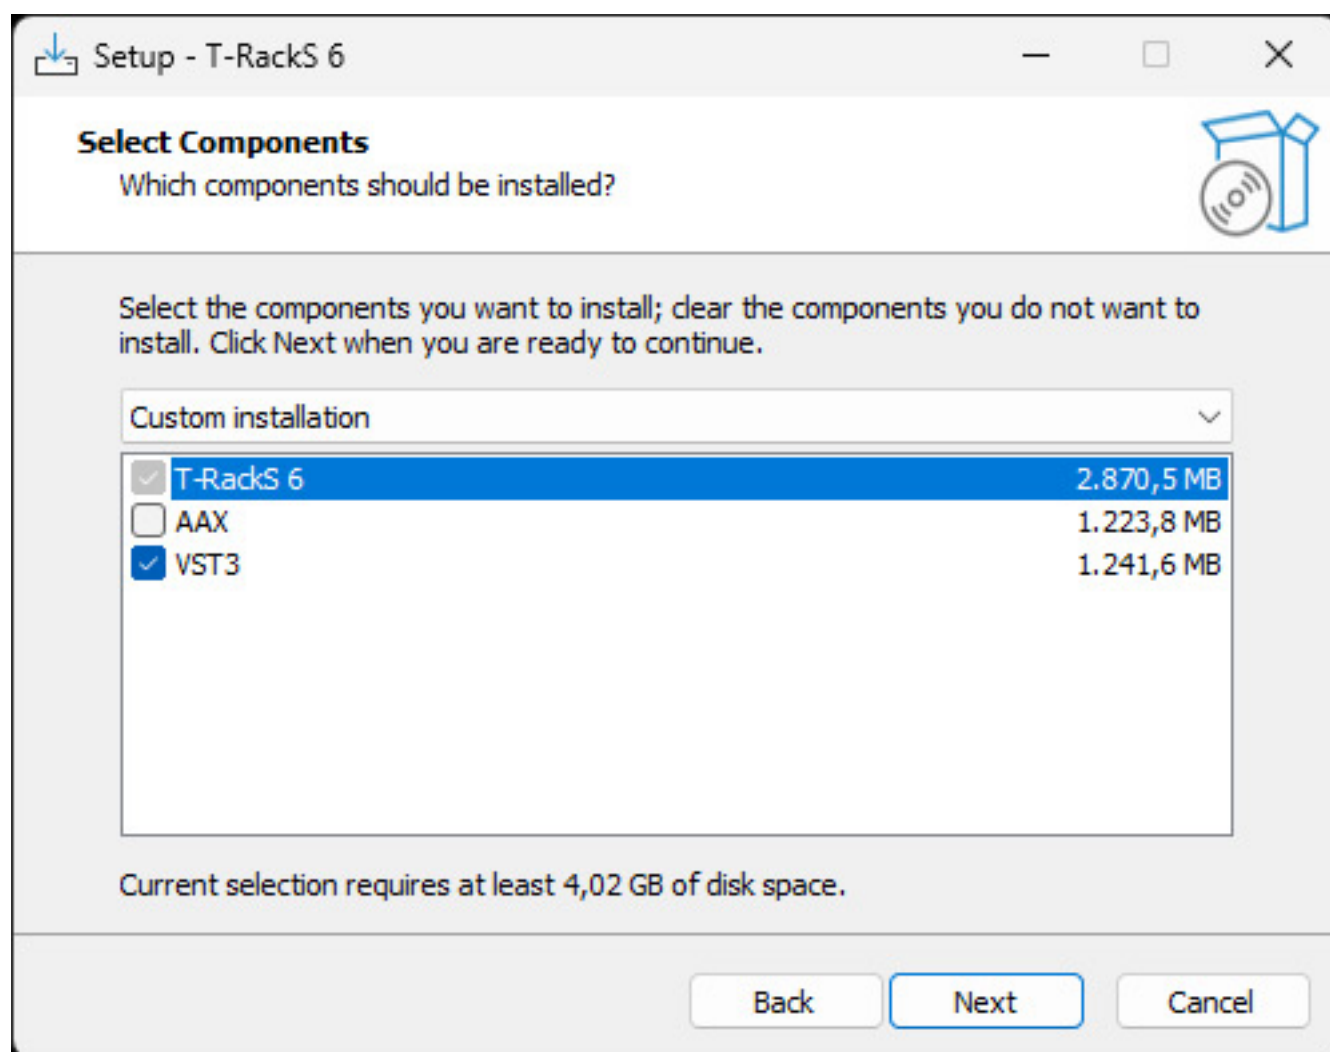 Setup - T-RackS 6
Select Components
Which components should be installed?
Select the components you want to install; clear the components you do not want to
install. Click Next when you are ready to continue.
Custom installation
T-RackS 6 2.870,5 MB
AAX 1.223,8 MB
VST3 1.241,6 MB
Current selection requires at least 4,02 GB of disk space.
Back Next Cancel